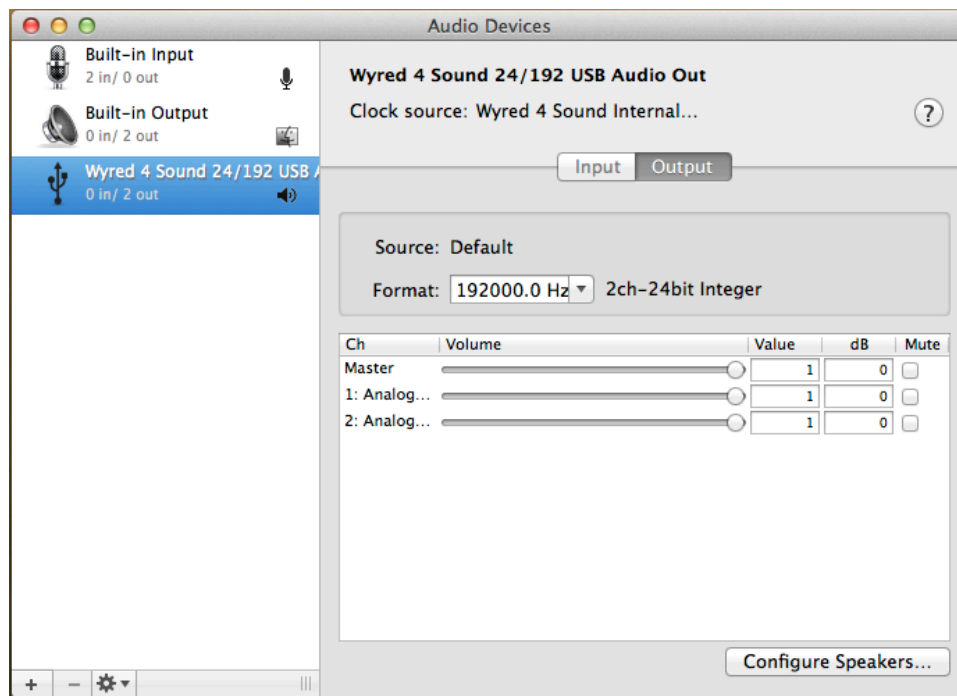 Audio Devices
Built-in Input
2 in/ 0 out
Built-in Output
0 in/ 2 out
Wyred 4 Sound 24/192 USB
0 in/ 2 out
Wyred 4 Sound 24/192 USB Audio Out
Clock source: Wyred 4 Sound Internal...
?
Input Output
Source: Default
Format: 192000.0 Hz 2ch-24bit Integer
Ch Volume Value dB Mute
Master 1 0
1: Analog... 1 0
2: Analog... 1 0
Configure Speakers...
+ −